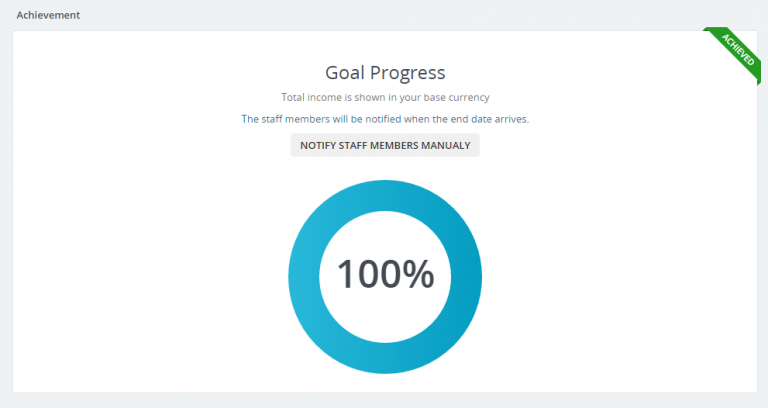 Achievement
ACHIEVED
Goal Progress
Total income is shown in your base currency
The staff members will be notified when the end date arrives.
NOTIFY STAFF MEMBERS MANUALY
100%